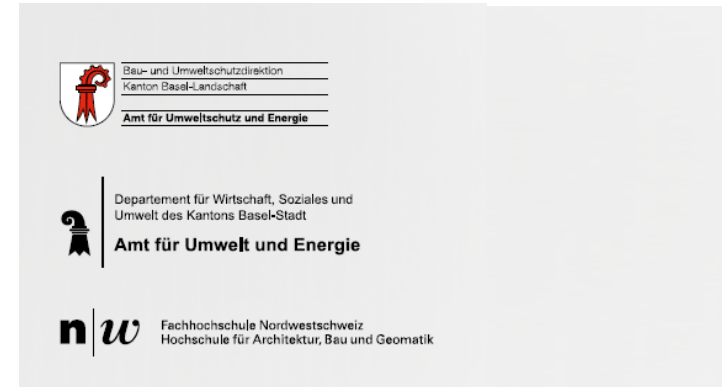 Bau- und Umweltschutzdirektion
Kanton Basel-Landschaft
Amt für Umweltschutz und Energie
Departement für Wirtschaft, Soziales und
Umwelt des Kantons Basel-Stadt
Amt für Umwelt und Energie
n|w Fachhochschule Nordwestschweiz
Hochschule für Architektur, Bau und Geomatik